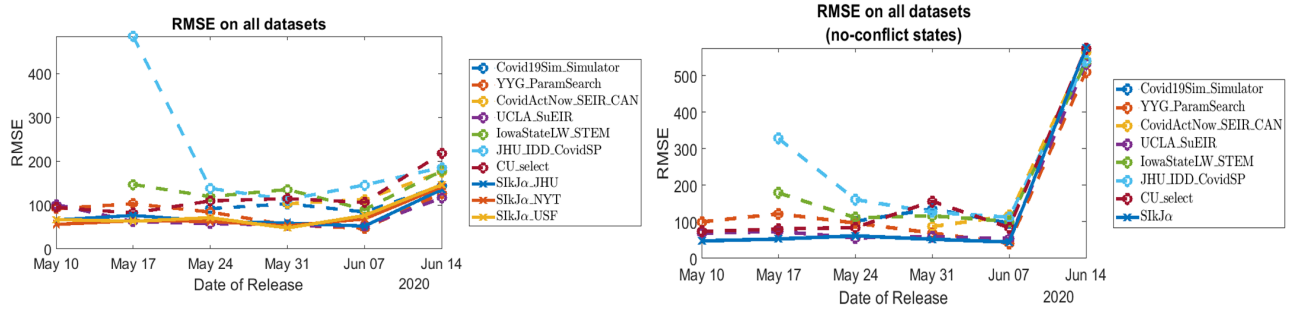 RMSE on all datasets
RMSE
400
300
200
100
0
May 10 May 17 May 24 May 31 Jun 07 Jun 14
Date of Release 2020
Covid19Sim_Simulator
YYG_ParamSearch
CovidActNow_SEIR_CAN
UCLA_SuEIR
IowaStateLW_STEM
JHU_IDD_CovidSP
CU_select
SIkJα_JHU
SIkJα_NYT
SIkJα_USF
RMSE on all datasets
(no-conflict states)
RMSE
500
400
300
200
100
0
May 10 May 17 May 24 May 31 Jun 07 Jun 14
Date of Release 2020
Covid19Sim_Simulator
YYG_ParamSearch
CovidActNow_SEIR_CAN
UCLA_SuEIR
IowaStateLW_STEM
JHU_IDD_CovidSP
CU_select
SIkJα